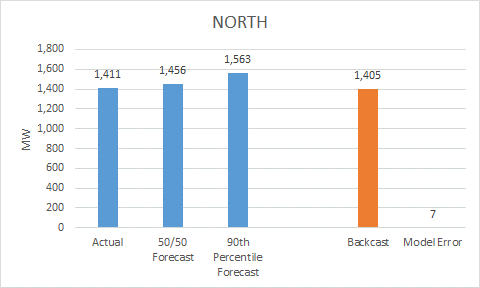 NORTH
1,800
1,600
1,400
1,200
1,000
800
600
400
200
0
MW
1,411
1,456
1,563
1,405
7
Actual
50/50
Forecast
90th
Percentile
Forecast
Backcast
Model Error